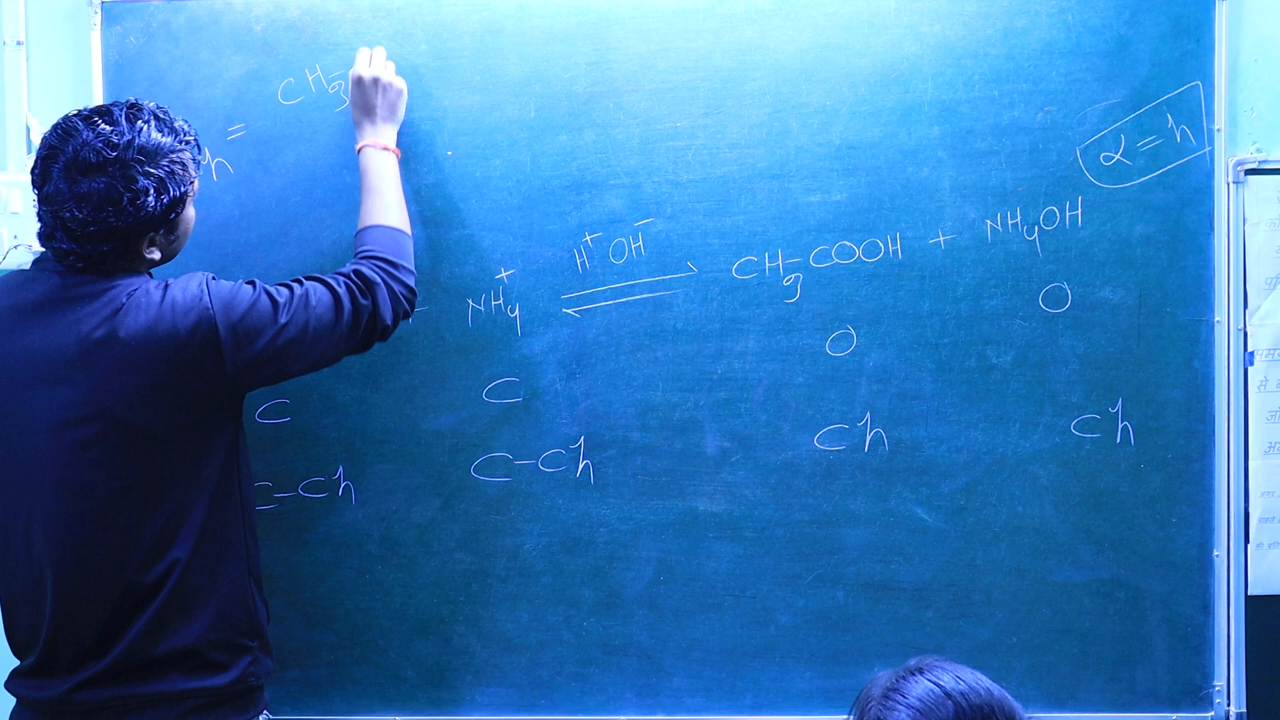 CH₃-
h =
α = h
+ NH₄⁺ H⁺ OH⁻ ⇌ CH₃-COOH + NH₄OH
C C O O
C-Ch C-Ch Ch Ch